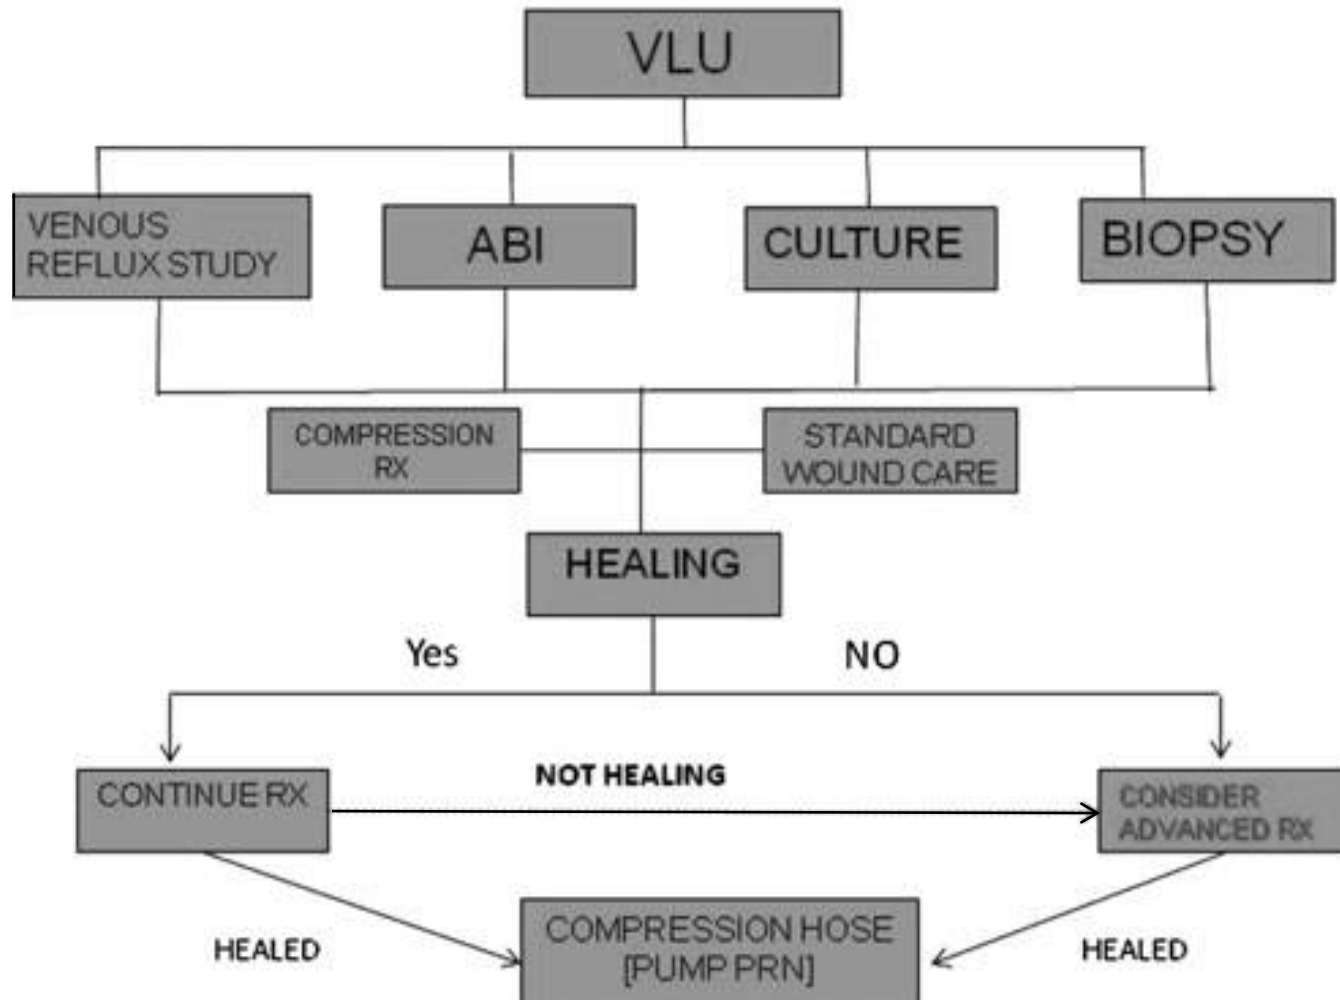 VLU
VENOUS
REFLUX STUDY
ABI
CULTURE
BIOPSY
COMPRESSION
RX
STANDARD
WOUND CARE
HEALING
Yes
NO
CONTINUE RX
NOT HEALING
CONSIDER
ADVANCED RX
HEALED
COMPRESSION HOSE
[PUMP PRN]
HEALED